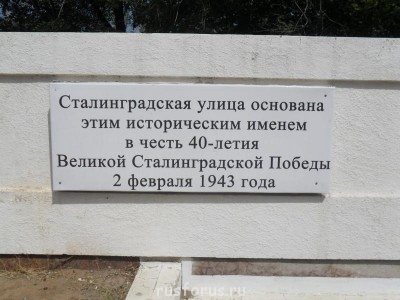 Сталинградская улица основана
этим историческим именем
в честь 40-летия
Великой Сталинградской Победы
2 февраля 1943 года
rusforus.ru